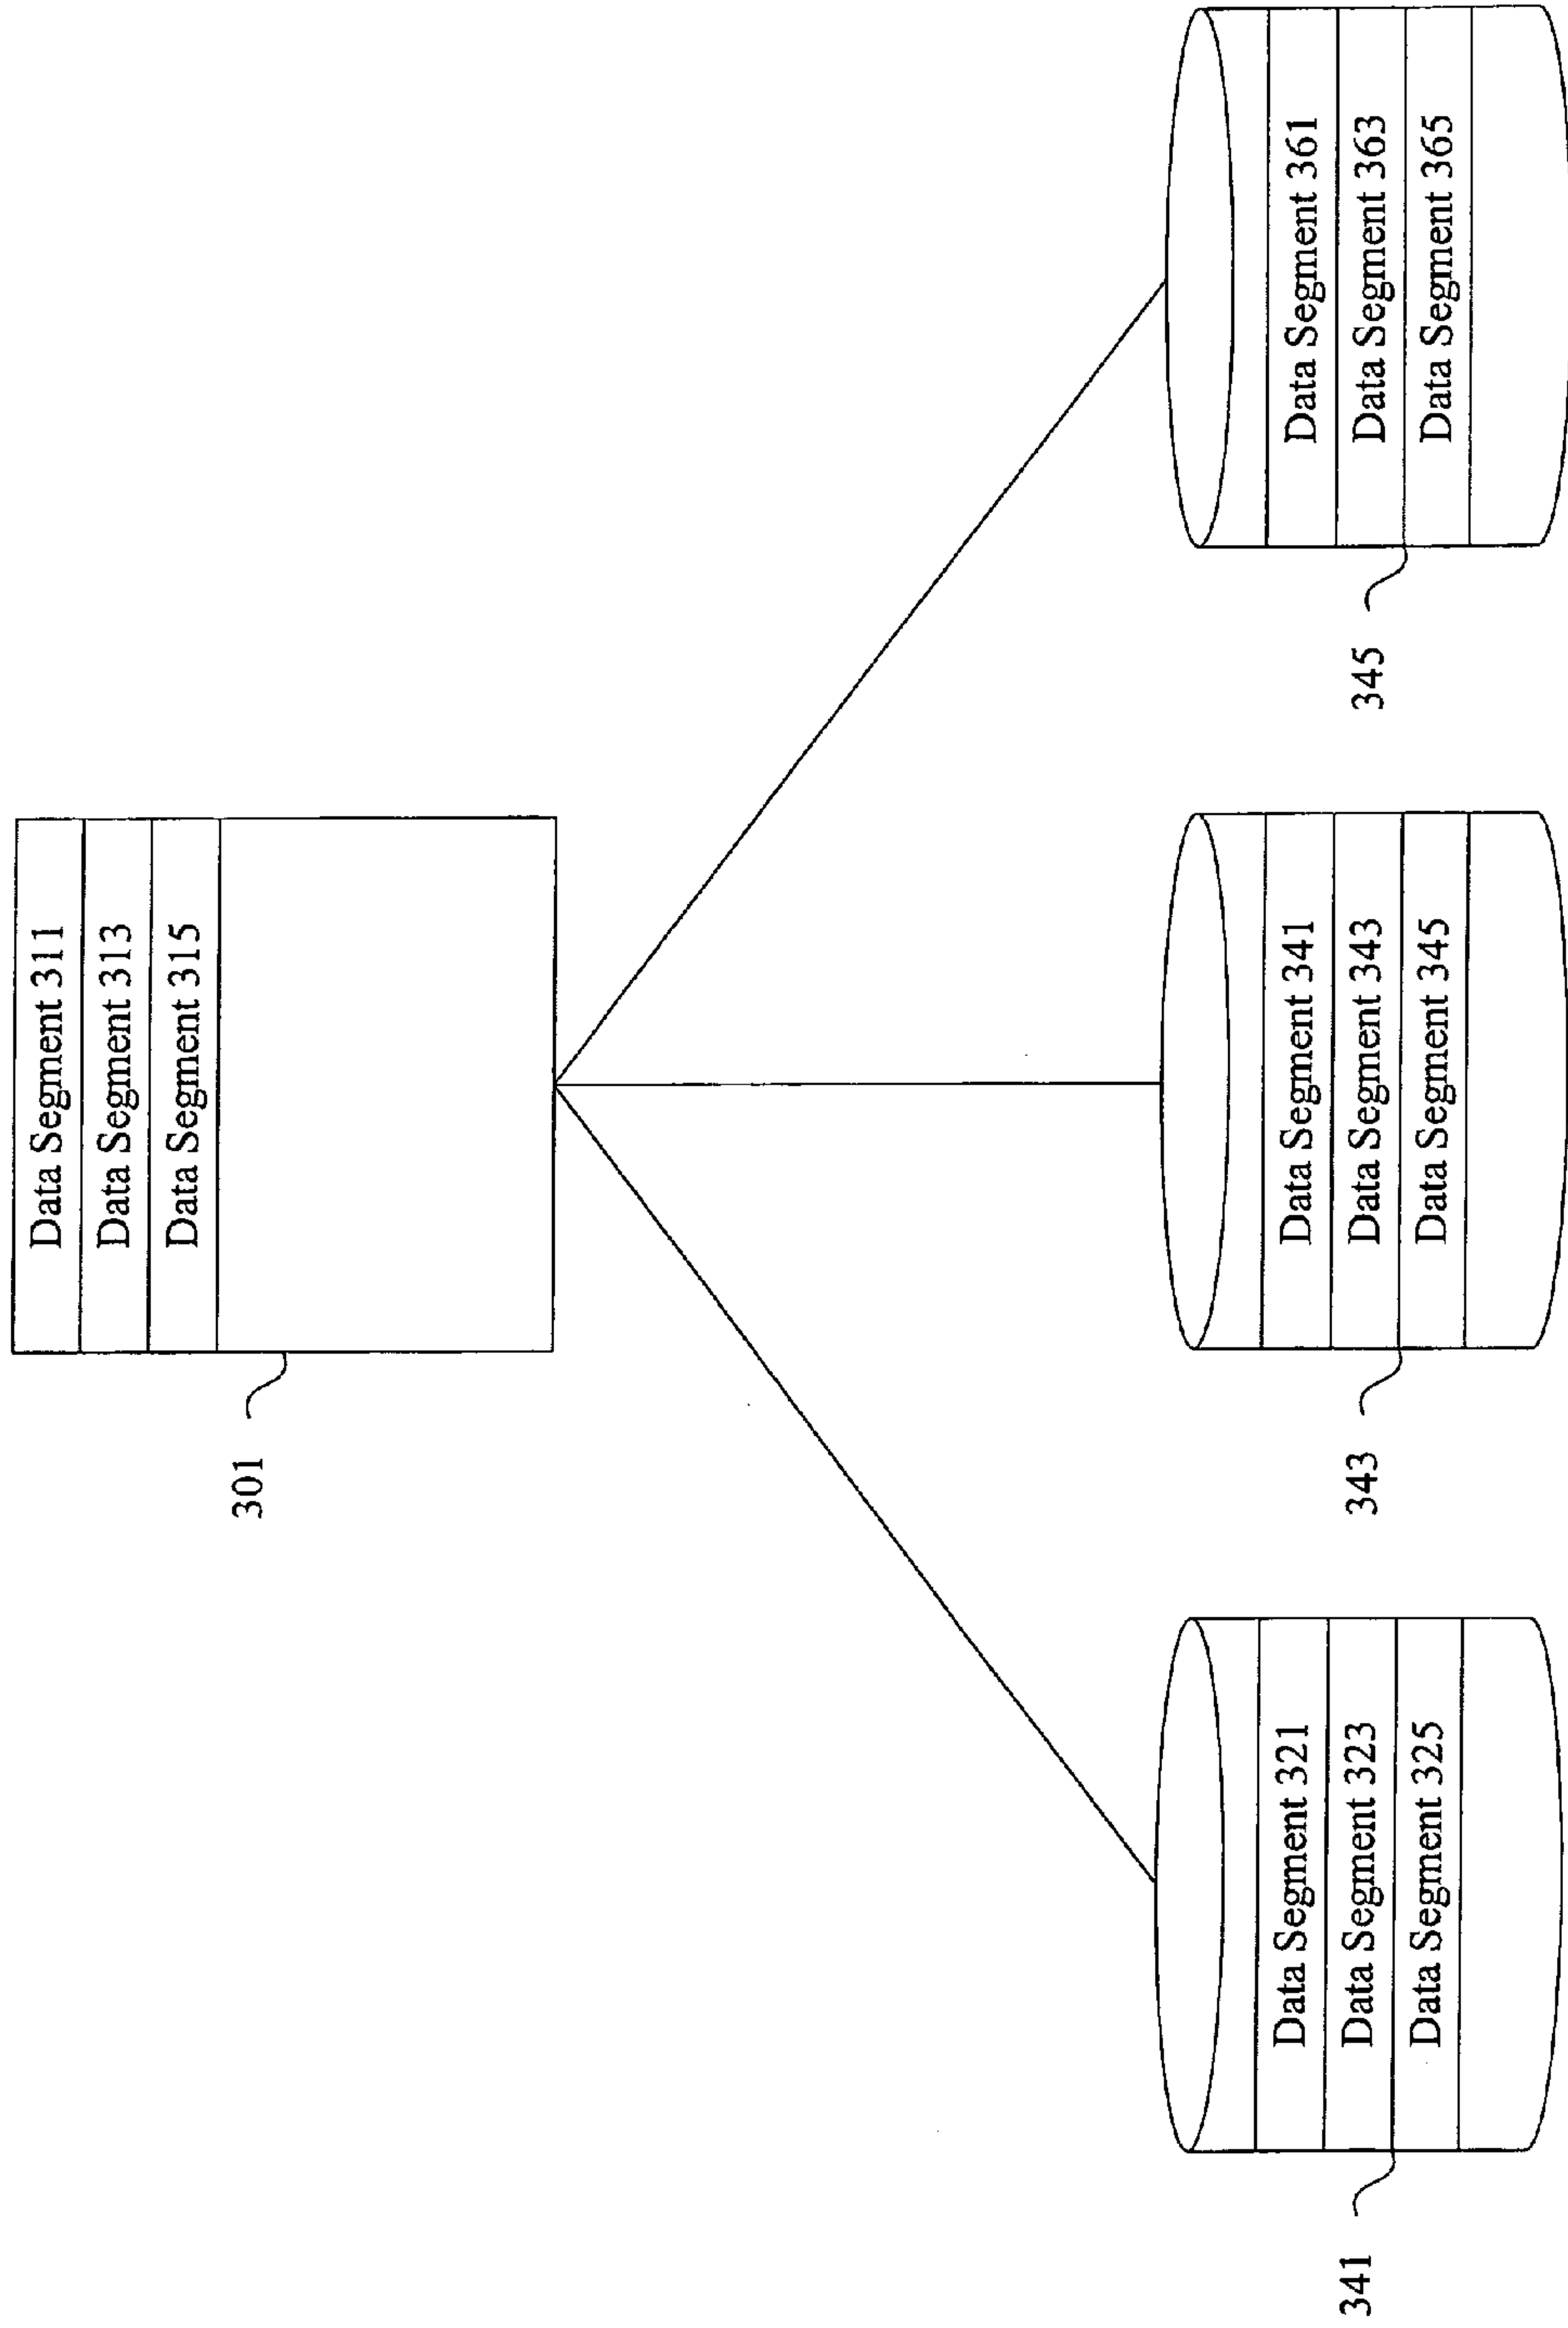 Data Segment 311
Data Segment 313
Data Segment 315
301
Data Segment 321
Data Segment 323
Data Segment 325
341
Data Segment 341
Data Segment 343
Data Segment 345
343
Data Segment 361
Data Segment 363
Data Segment 365
345